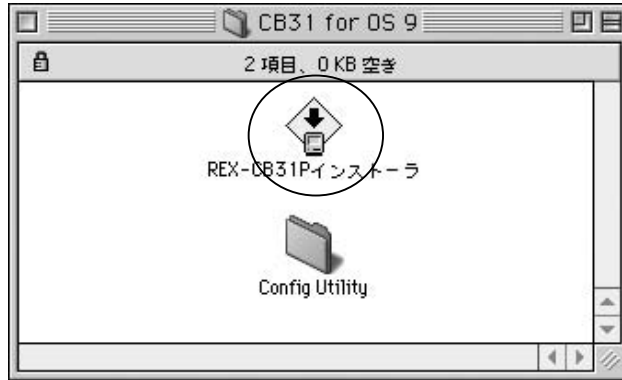 CB31 for OS 9
2 項目、0 KB 空き
REX-CB31Pインストーラ
Config Utility